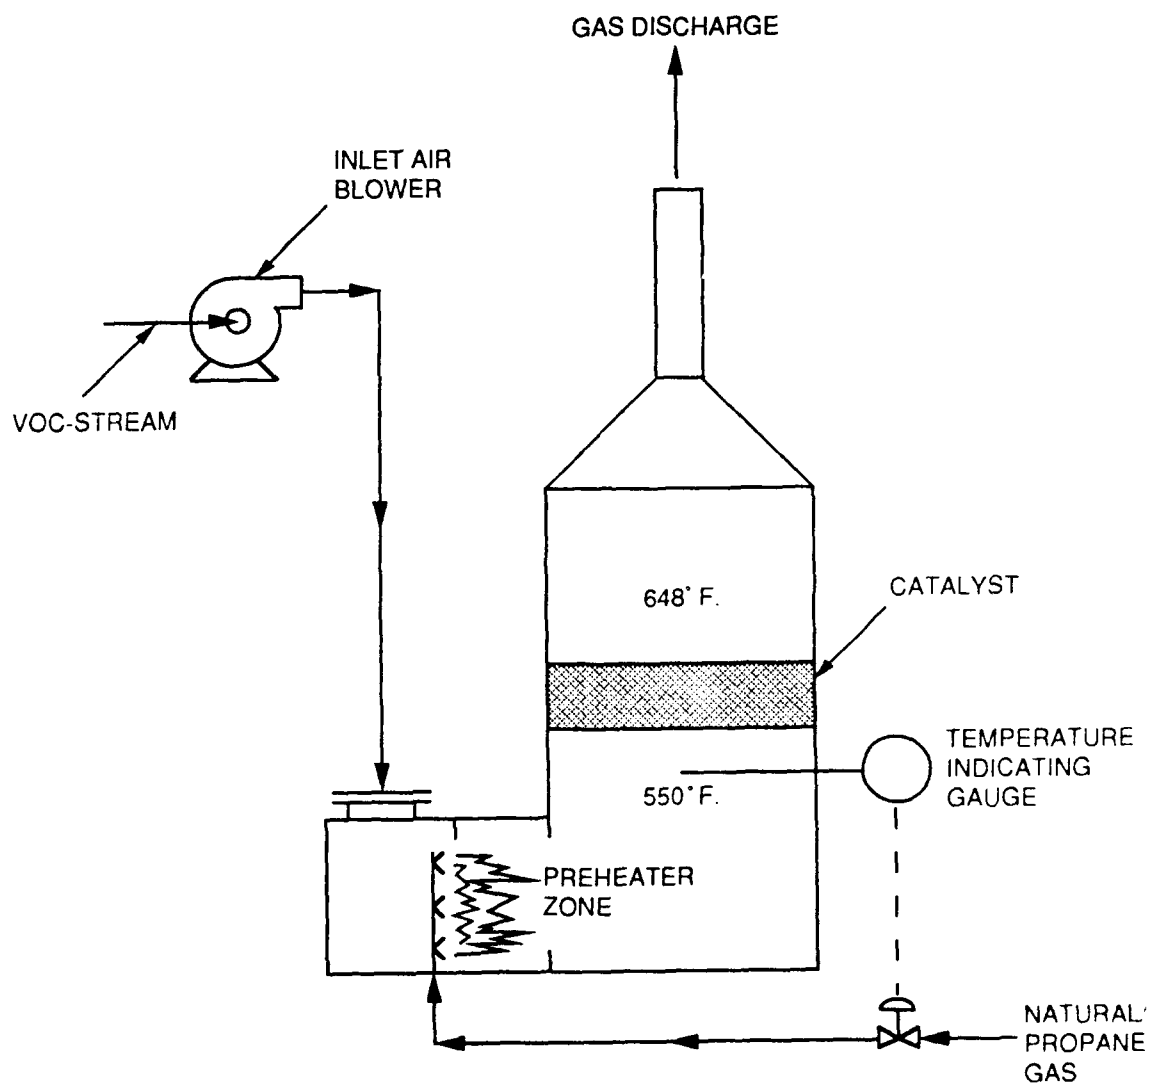 GAS DISCHARGE
INLET AIR
BLOWER
VOC-STREAM
648° F.
CATALYST
TEMPERATURE
INDICATING
GAUGE
550° F.
PREHEATER
ZONE
NATURAL/
PROPANE
GAS